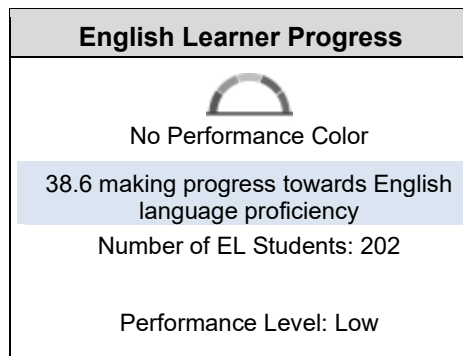 English Learner Progress
No Performance Color
38.6 making progress towards English
language proficiency
Number of EL Students: 202
Performance Level: Low